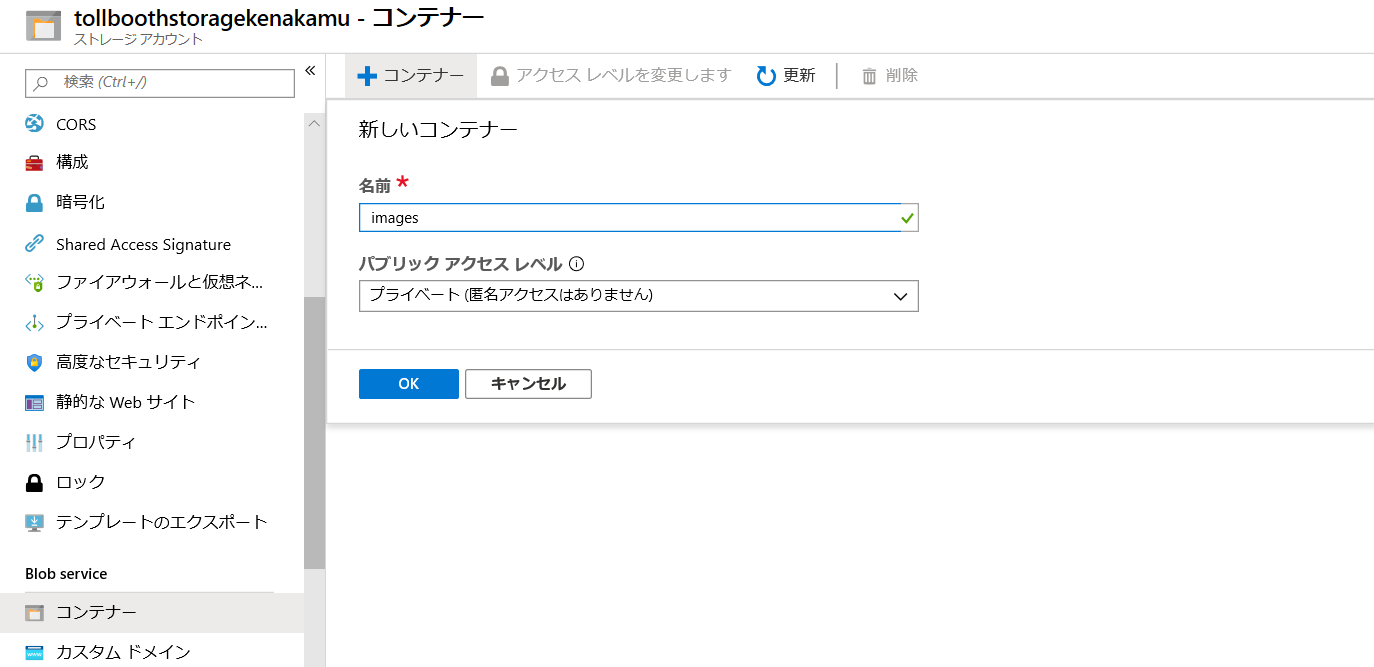 tollboothstoragekenakamu - コンテナー
ストレージ アカウント
検索 (Ctrl+/)
«
CORS
構成
暗号化
Shared Access Signature
ファイアウォールと仮想ネ...
プライベート エンドポイン...
高度なセキュリティ
静的な Web サイト
プロパティ
ロック
テンプレートのエクスポート
Blob service
コンテナー
カスタム ドメイン
コンテナー アクセス レベルを変更します 更新 削除
新しいコンテナー
名前 *
images
パブリック アクセス レベル
プライベート (匿名アクセスはありません)
OK キャンセル